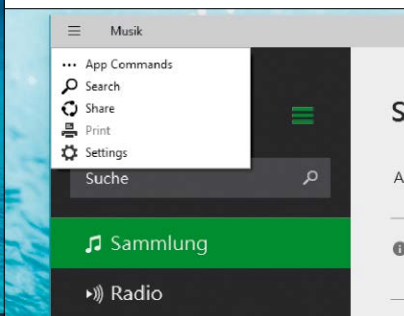 Musik
App Commands
Search
Share
Print
Settings
Suche
Sammlung
Radio
S
A